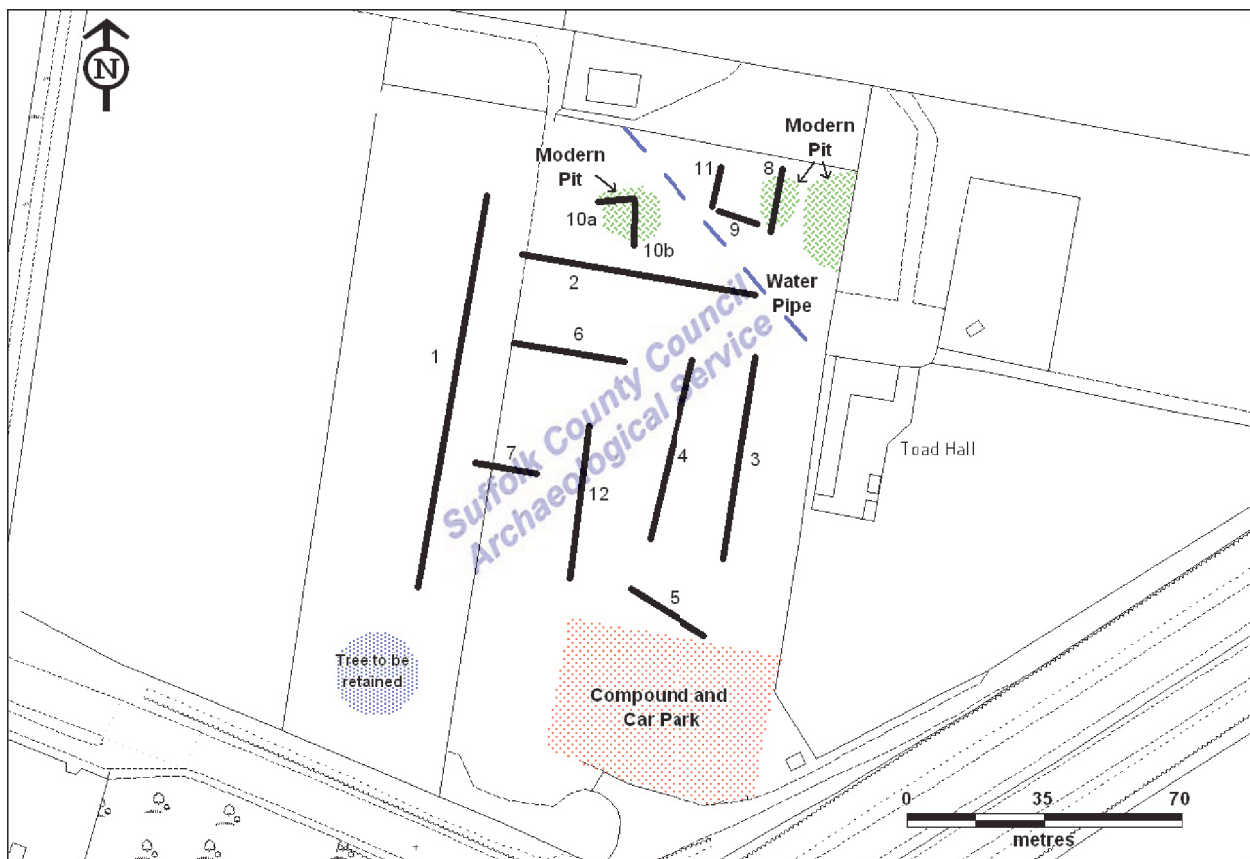 N
Modern
Pit
Modern
Pit
11
8
10a
9
10b
2
Water
Pipe
6
1
7
12
4
3
Toad Hall
5
Suffolk County Council
Archaeological Service
Tree to be
retained
Compound and
Car Park
0 35 70
metres